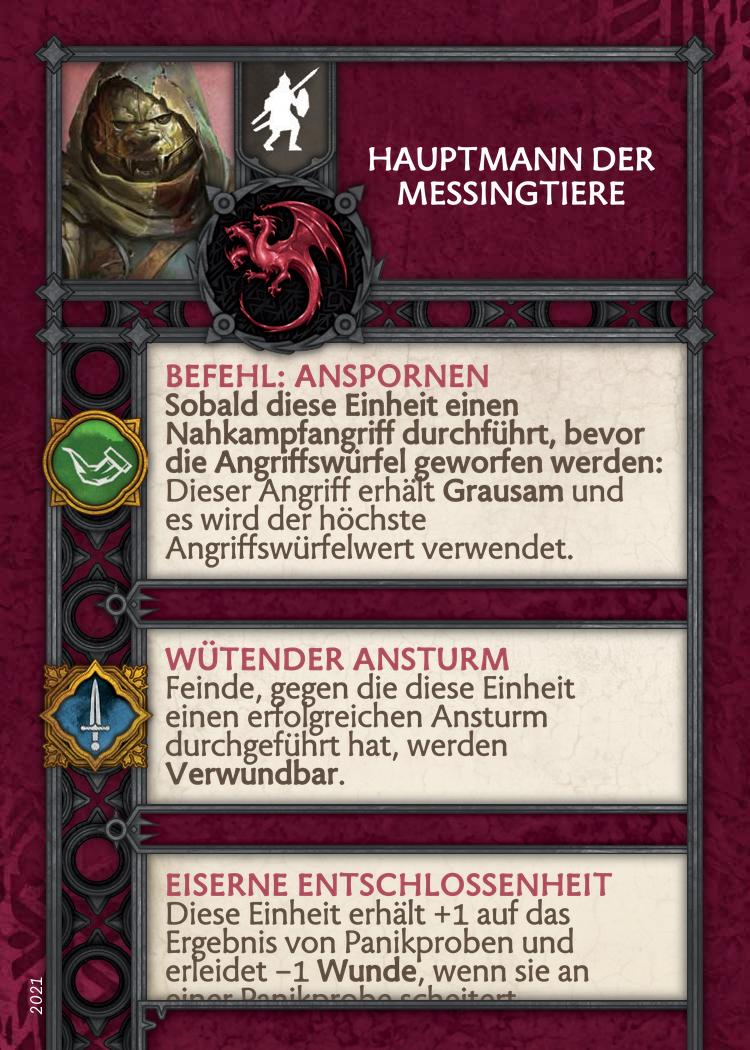 HAUPTMANN DER
MESSINGTIERE
BEFEHL: ANSPORNEN
Sobald diese Einheit einen
Nahkampfangriff durchführt, bevor
die Angriffswürfel geworfen werden:
Dieser Angriff erhält Grausam und
es wird der höchste
Angriffswürfelwert verwendet.
WÜTENDER ANSTURM
Feinde, gegen die diese Einheit
einen erfolgreichen Ansturm
durchgeführt hat, werden
Verwundbar.
EISERNE ENTSCHLOSSENHEIT
Diese Einheit erhält +1 auf das
Ergebnis von Panikproben und
erleidet −1 Wunde, wenn sie an
einer Panikprobe scheitert
2021